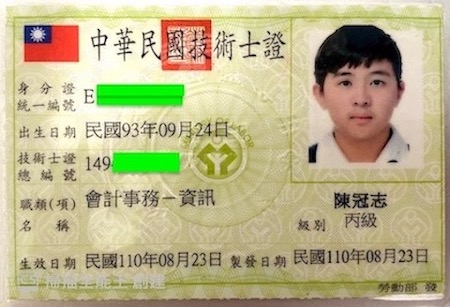 中華民國技術士證
身分證
統一編號 E
出生日期 民國93年09月24日
技術士證
總編號 149
職類(項)
名稱 會計事務－資訊
陳冠志
級別 丙級
生效日期 民國110年08月23日 製發日期 民國110年08月23日
勞動部 發